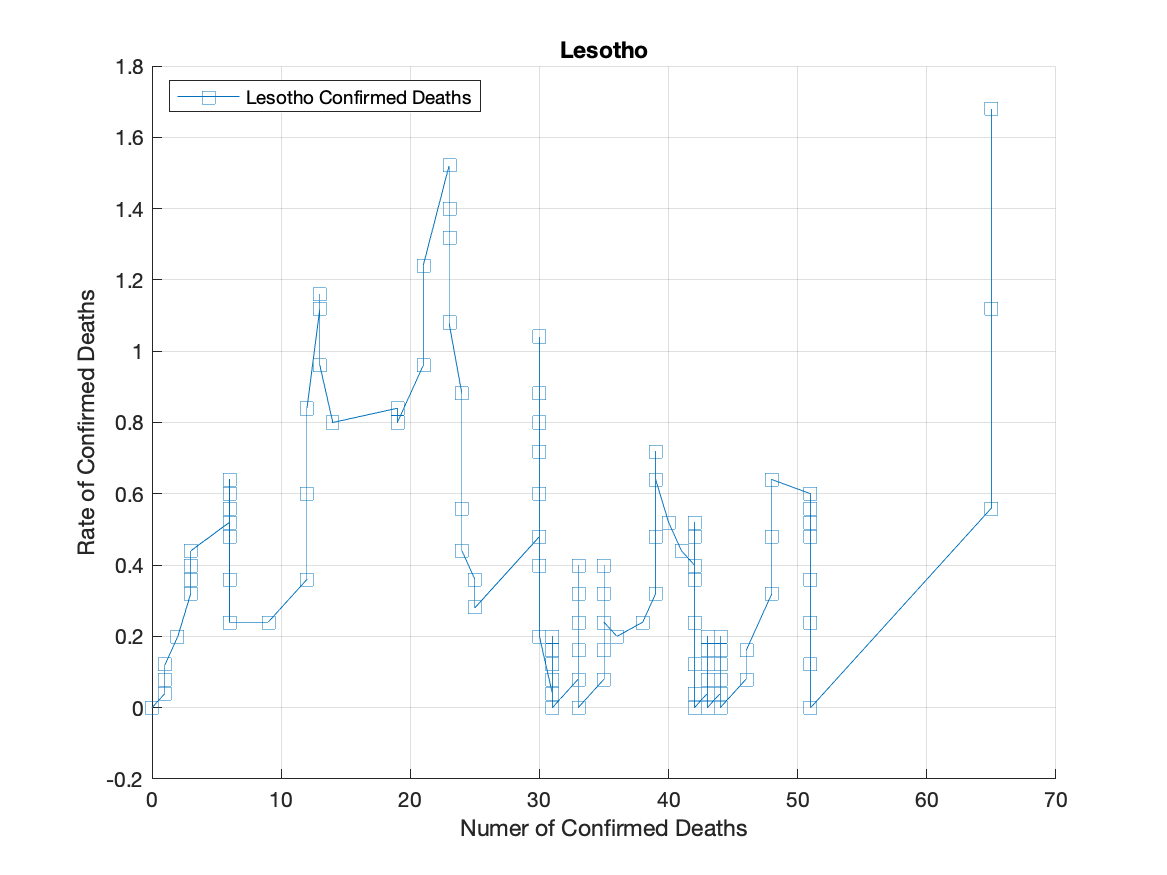 Lesotho
Lesotho Confirmed Deaths
1.8
1.6
1.4
1.2
1
0.8
0.6
0.4
0.2
0
-0.2
Rate of Confirmed Deaths
0 10 20 30 40 50 60 70
Numer of Confirmed Deaths